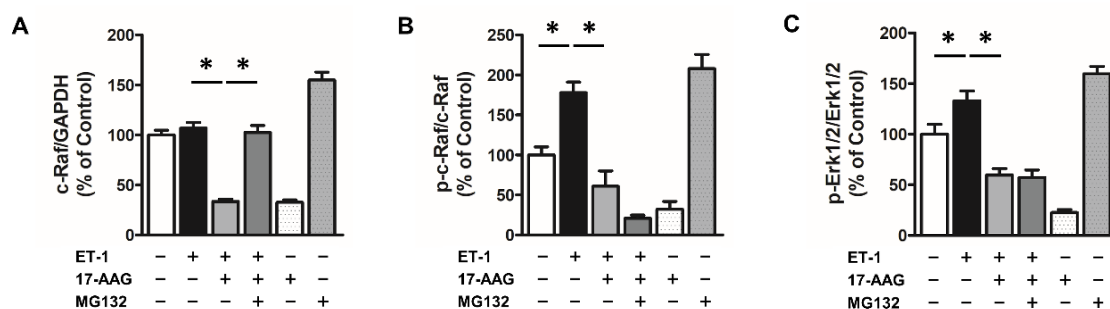 A
c-Raf/GAPDH
(% of Control)
200
150
100
50
0
* *
ET-1 – + + + – –
17-AAG – – + + + –
MG132 – – – + – +
B
p-c-Raf/c-Raf
(% of Control)
250
200
150
100
50
0
* *
ET-1 – + + + – –
17-AAG – – + + + –
MG132 – – – + – +
C
p-Erk1/2/Erk1/2
(% of Control)
200
150
100
50
0
* *
ET-1 – + + + – –
17-AAG – – + + + –
MG132 – – – + – +